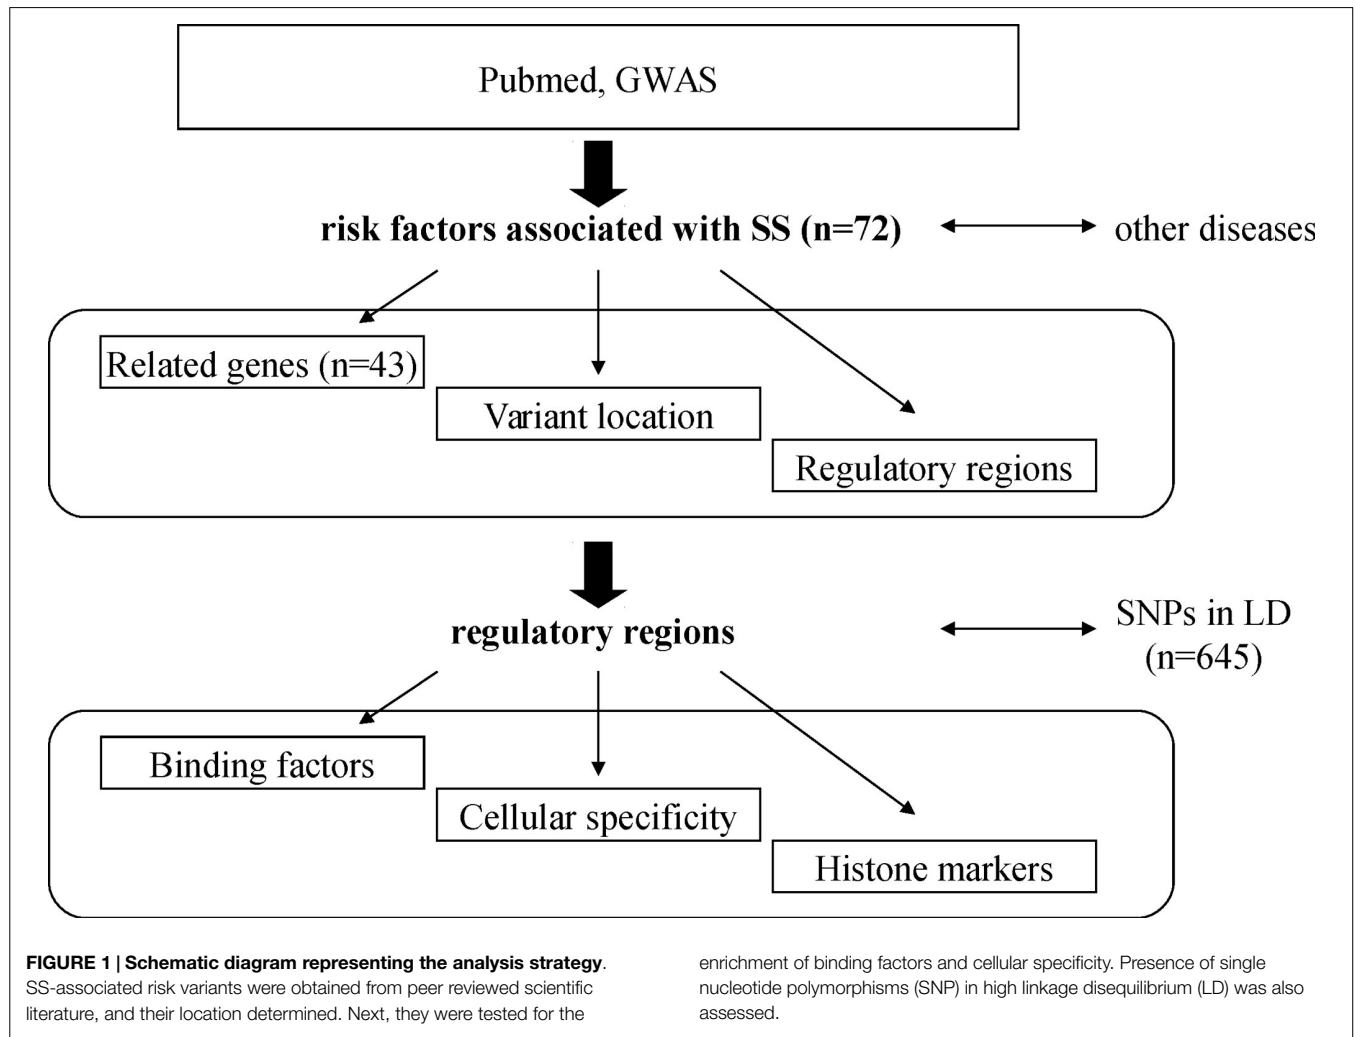 Pubmed, GWAS
risk factors associated with SS (n=72)
other diseases
Related genes (n=43)
Variant location
Regulatory regions
regulatory regions
SNPs in LD
(n=645)
Binding factors
Cellular specificity
Histone markers
FIGURE 1 | Schematic diagram representing the analysis strategy.
SS-associated risk variants were obtained from peer reviewed scientific
literature, and their location determined. Next, they were tested for the
enrichment of binding factors and cellular specificity. Presence of single
nucleotide polymorphisms (SNP) in high linkage disequilibrium (LD) was also
assessed.